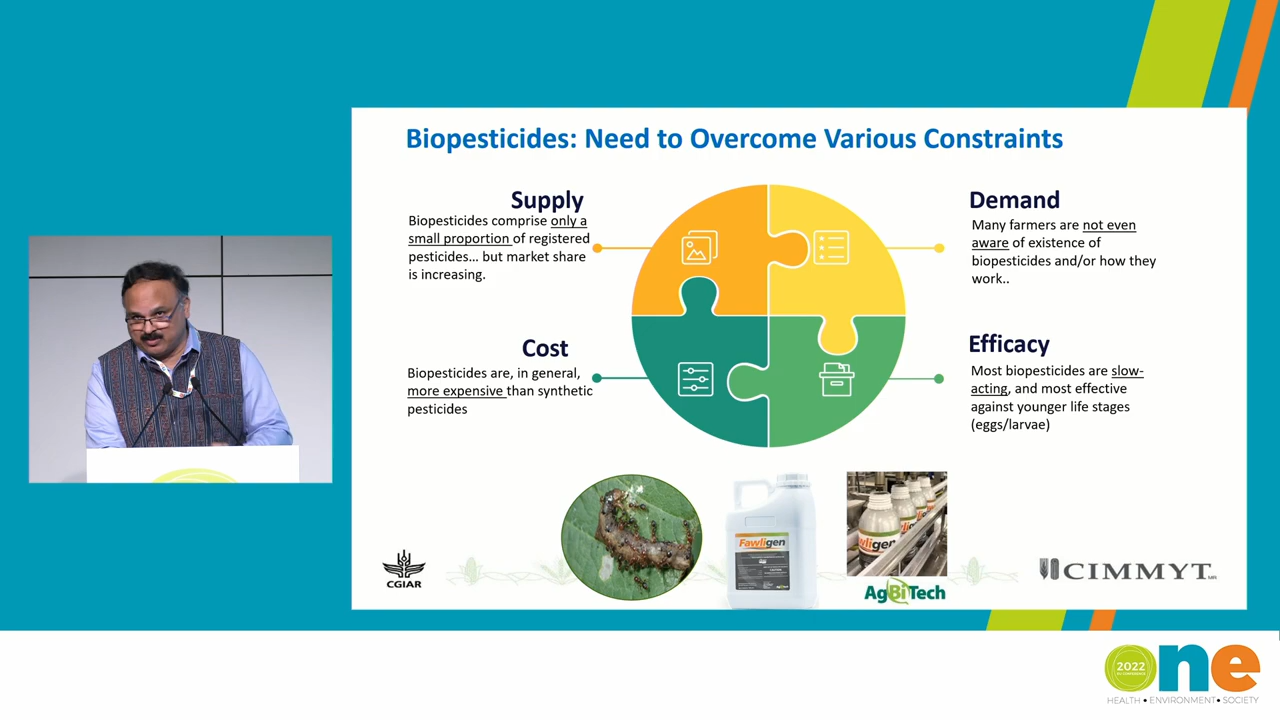 Biopesticides: Need to Overcome Various Constraints
Supply
Biopesticides comprise only a
small proportion of registered
pesticides... but market share
is increasing.
Demand
Many farmers are not even
aware of existence of
biopesticides and/or how they
work..
Cost
Biopesticides are, in general,
more expensive than synthetic
pesticides
Efficacy
Most biopesticides are slow-
acting, and most effective
against younger life stages
(eggs/larvae)
Fawligen
CGIAR
AgBiTech
CIMMYT MR
one
2022
HEALTH • ENVIRONMENT • SOCIETY